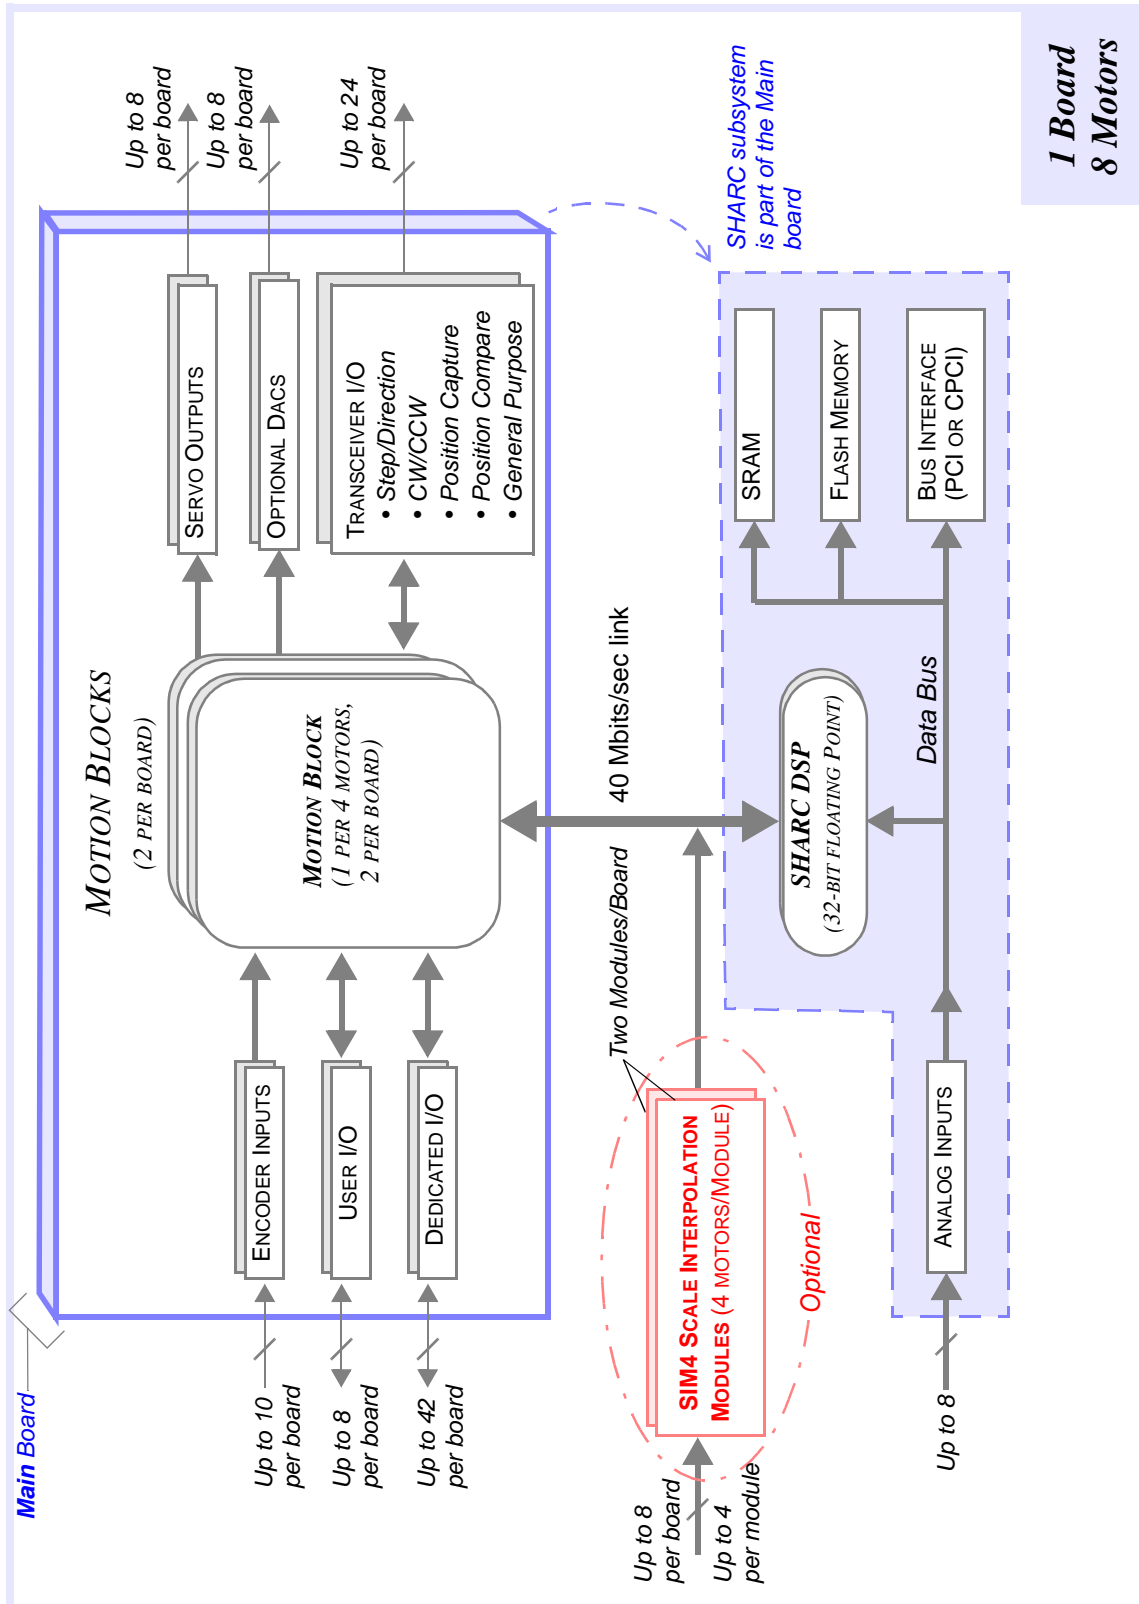 Main Board
MOTION BLOCKS
(2 PER BOARD)
Up to 10
per board
Up to 8
per board
Up to 42
per board
ENCODER INPUTS
USER I/O
DEDICATED I/O
MOTION BLOCK
(1 PER 4 MOTORS,
2 PER BOARD)
SERVO OUTPUTS
OPTIONAL DACS
TRANSCEIVER I/O
• Step/Direction
• CW/CCW
• Position Capture
• Position Compare
• General Purpose
Up to 8
per board
Up to 8
per board
Up to 24
per board
40 Mbits/sec link
Two Modules/Board
Up to 8
per board
Up to 4
per module
SIM4 SCALE INTERPOLATION
MODULES (4 MOTORS/MODULE)
Optional
SHARC subsystem
is part of the Main
board
SHARC DSP
(32-BIT FLOATING POINT)
Data Bus
SRAM
FLASH MEMORY
BUS INTERFACE
(PCI OR CPCI)
ANALOG INPUTS
Up to 8
1 Board
8 Motors